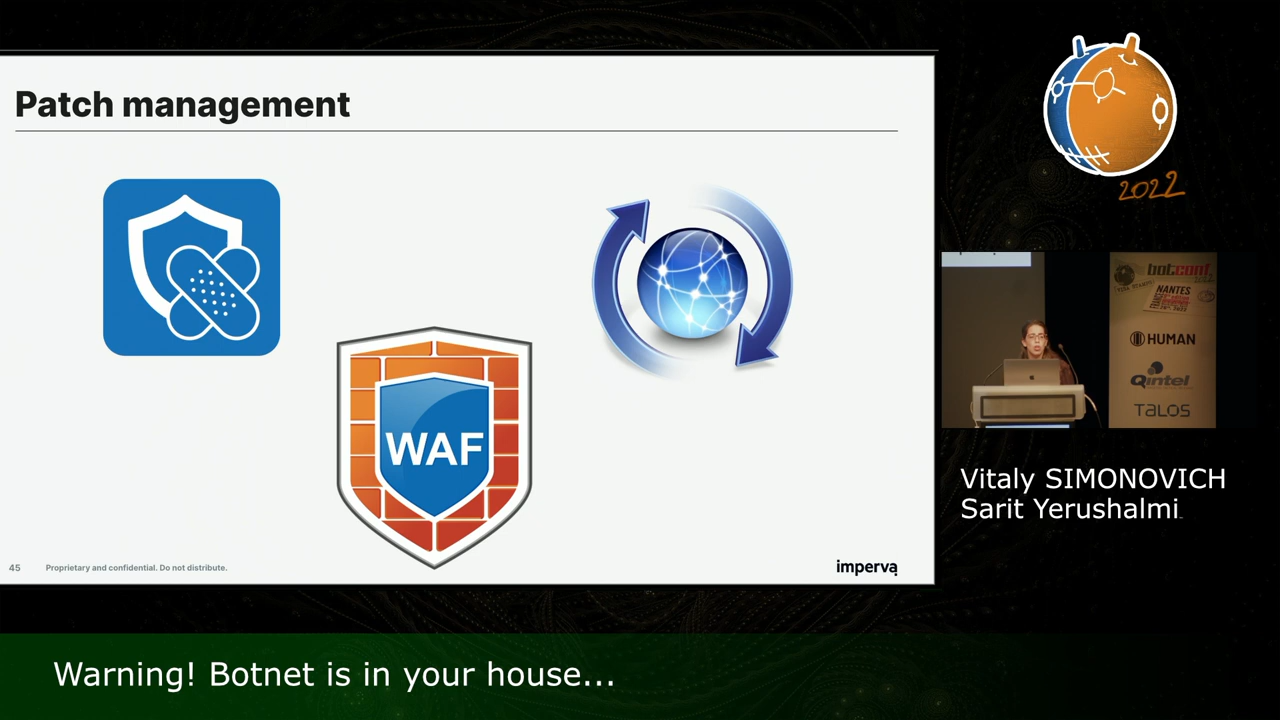 Patch management
WAF
45
Proprietary and confidential. Do not distribute.
imperva
2022
botconf
NANTES
HUMAN
Qintel
TALOS
Vitaly SIMONOVICH
Sarit Yerushalmi
Warning! Botnet is in your house...